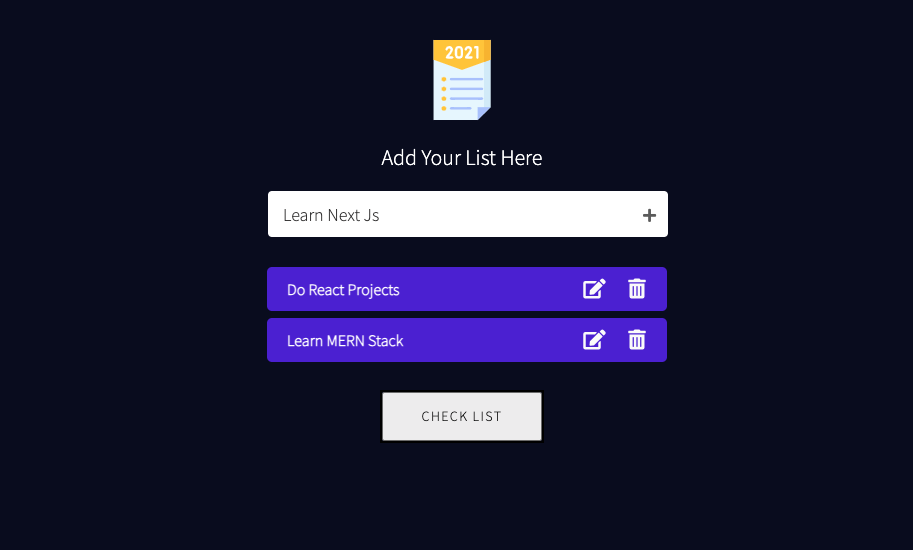 2021
Add Your List Here
Learn Next Js
Do React Projects
Learn MERN Stack
CHECK LIST